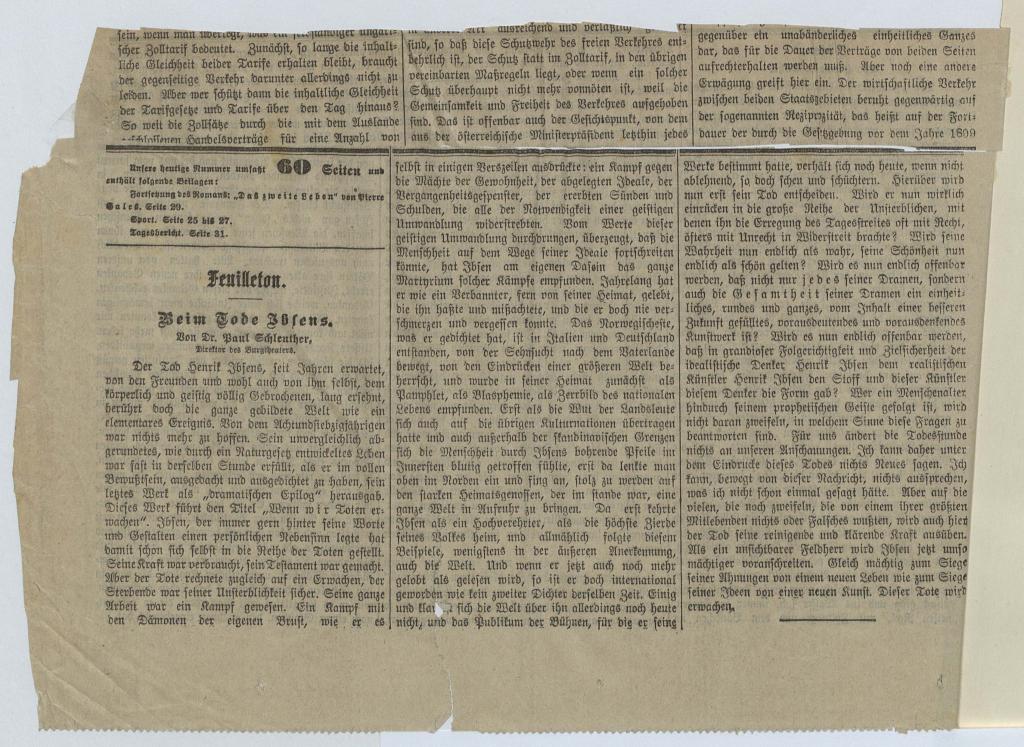 sein, wenn man überlegt, was ein selbständiger ungari-
scher Zolltarif bedeutet. Zunächst, so lange die inhalt-
liche Gleichheit beider Tarife erhalten bleibt, braucht
der gegenseitige Verkehr darunter allerdings nicht zu
leiden. Aber wer schützt dann die inhaltliche Gleichheit
der Tarifgesetze und Tarife über den Tag hinaus?
So weit die Zollsätze durch die mit dem Auslande
abgeschlossenen Handelsverträge für eine Anzahl von
in anderer Art ausreichend und verläßlich
sind, so daß diese Schutzwehr des freien Verkehres ent-
behrlich ist, der Schutz statt im Zolltarif, in den übrigen
vereinbarten Maßregeln liegt, oder wenn ein solcher
Schutz überhaupt nicht mehr vonnöten ist, weil die
Gemeinsamkeit und Freiheit des Verkehres aufgehoben
sind. Das ist offenbar auch der Gesichtspunkt, von dem
aus der österreichische Ministerpräsident letzthin jedes
gegenüber ein unabänderliches einheitliches Ganzes
dar, das für die Dauer der Verträge von beiden Seiten
aufrechterhalten werden muß. Aber noch eine andere
Erwägung greift hier ein. Der wirtschaftliche Verkehr
zwischen beiden Staatsgebieten beruht gegenwärtig auf
der sogenannten Reziprozität, das heißt auf der Fort-
dauer der durch die Gesetzgebung vor dem Jahre 1899
Unsere heutige Nummer umfaßt 60 Seiten und
enthält folgende Beilagen:
Fortsetzung des Romans: „Das zweite Leben" von Pierre
Sales. Seite 29.
Sport. Seite 25 bis 27.
Tagesbericht. Seite 31.
Feuilleton.
Beim Tode Ibsens.
Von Dr. Paul Schlenther,
Direktor des Burgtheaters.
Der Tod Henrik Ibsens, seit Jahren erwartet,
von den Freunden und wohl auch von ihm selbst, dem
körperlich und geistig völlig Gebrochenen, lang ersehnt,
berührt doch die ganze gebildete Welt wie ein
elementares Ereignis. Von dem Achtundsiebzigjährigen
war nichts mehr zu hoffen. Sein unvergleichlich ab-
gerundetes, wie durch ein Naturgesetz entwickeltes Leben
war fast in derselben Stunde erfüllt, als er im vollen
Bewußtsein, ausgedacht und ausgedichtet zu haben, sein
letztes Werk als „dramatischen Epilog" herausgab.
Dieses Werk führt den Titel „Wenn wir Toten er-
wachen". Ibsen, der immer gern hinter seine Worte
und Gestalten einen persönlichen Nebensinn legte hat
damit schon sich selbst in die Reihe der Toten gestellt.
Seine Kraft war verbraucht, sein Testament war gemacht.
Aber der Tote rechnete zugleich auf ein Erwachen, der
Sterbende war seiner Unsterblichkeit sicher. Seine ganze
Arbeit war ein Kampf gewesen. Ein Kampf mit
den Dämonen der eigenen Brust, wie er es
selbst in einigen Verszeilen ausdrückte: ein Kampf gegen
die Mächte der Gewohnheit, der abgelegten Ideale, der
Vergangenheitsgespenster, der ererbten Sünden und
Schulden, die alle der Notwendigkeit einer geistigen
Umwandlung widerstrebten. Vom Werte dieser
geistigen Umwandlung durchdrungen, überzeugt, daß die
Menschheit auf dem Wege seiner Ideale fortschreiten
könnte, hat Ibsen am eigenen Dasein das ganze
Martyrium solcher Kämpfe empfunden. Jahrelang hat
er wie ein Verbannter, fern von seiner Heimat, gelebt,
die ihn haßte und mißachtete, und die er doch nie ver-
schmerzen und vergessen konnte. Das Norwegischeste,
was er gedichtet hat, ist in Italien und Deutschland
entstanden, von der Sehnsucht nach dem Vaterlande
bewegt, von den Eindrücken einer größeren Welt be-
herrscht, und wurde in seiner Heimat zunächst als
Pamphlet, als Blasphemie, als Zerrbild des nationalen
Lebens empfunden. Erst als die Wut der Landsleute
sich auch auf die übrigen Kulturnationen übertragen
hatte und auch außerhalb der skandinavischen Grenzen
sich die Menschheit durch Ibsens bohrende Pfeile im
Innersten blutig getroffen fühlte, erst da lenkte man
oben im Norden ein und fing an, stolz zu werden auf
den starken Heimatsgenossen, der im stande war, eine
ganze Welt in Aufruhr zu bringen. Da erst kehrte
Ibsen als ein Hochverehrter, als die höchste Zierde
seines Volkes heim, und allmählich folgte diesem
Beispiele, wenigstens in der äußeren Anerkennung,
auch die Welt. Und wenn er jetzt auch noch mehr
gelobt als gelesen wird, so ist er doch international
geworden wie kein zweiter Dichter derselben Zeit. Einig
und klar sich die Welt über ihn allerdings noch heute
nicht, und das Publikum der Bühnen, für die er seine
Werke bestimmt hatte, verhält sich noch heute, wenn nicht
ablehnend, so doch scheu und schüchtern. Hierüber wird
nun erst sein Tod entscheiden. Wird er nun wirklich
einrücken in die große Reihe der Unsterblichen, mit
denen ihn die Erregung des Tagesstreites oft mit Recht,
öfters mit Unrecht in Widerstreit brachte? Wird seine
Wahrheit nun endlich als wahr, seine Schönheit nun
endlich als schön gelten? Wird es nun endlich offenbar
werden, daß nicht nur jedes seiner Dramen, sondern
auch die Gesamtheit seiner Dramen ein einheit-
liches, rundes und ganzes, vom Inhalt einer besseren
Zukunft gefülltes, vorausdeutendes und vorausdenkendes
Kunstwerk ist? Wird es nun endlich offenbar werden,
daß in grandioser Folgerichtigkeit und Zielsicherheit der
idealistische Denker Henrik Ibsen dem realistischen
Künstler Henrik Ibsen den Stoff und dieser Künstler
diesem Denker die Form gab? Wer ein Menschenalter
hindurch seinem prophetischen Geiste gefolgt ist, wird
nicht daran zweifeln, in welchem Sinne diese Fragen zu
beantworten sind. Für uns ändert die Todesstunde
nichts an unseren Anschauungen. Ich kann daher unter
dem Eindrucke dieses Todes nichts Neues sagen. Ich
kann, bewegt von dieser Nachricht, nichts aussprechen,
was ich nicht schon einmal gesagt hätte. Aber auf die
vielen, die noch zweifeln, die von einem ihrer größten
Mitlebenden nichts oder Falsches wußten, wird auch hier
der Tod seine reinigende und klärende Kraft ausüben.
Als ein unsichtbarer Feldherr wird Ibsen jetzt umso
mächtiger voranschreiten. Gleich mächtig zum Siege
seiner Ahnungen von einem neuen Leben wie zum Siege
seiner Ideen von einer neuen Kunst. Dieser Tote wird
erwachen.